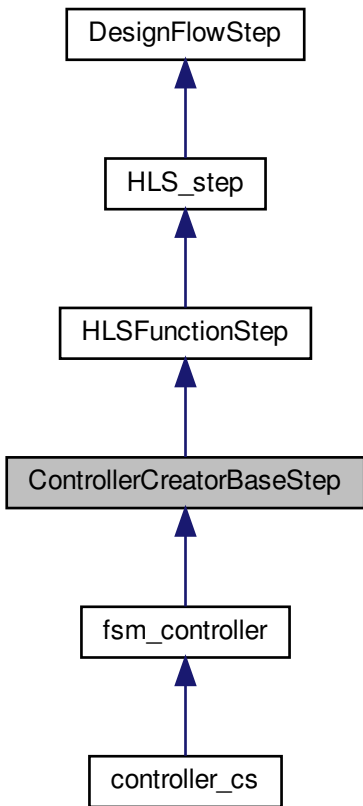 DesignFlowStep
HLS_step
HLSFunctionStep
ControllerCreatorBaseStep
fsm_controller
controller_cs